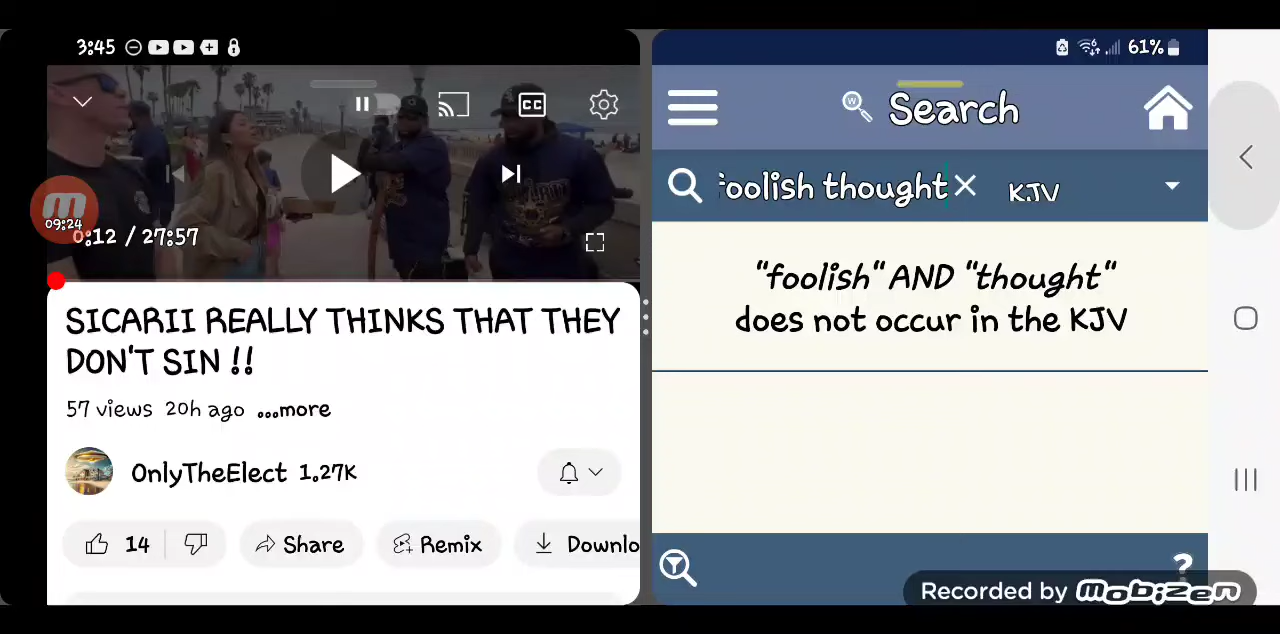 3:45
61%
CC
Search
foolish thought
KJV
09:24
0:12 / 27:57
"foolish" AND "thought"
does not occur in the KJV
SICARII REALLY THINKS THAT THEY
DON'T SIN !!
57 views 20h ago ...more
OnlyTheElect 1.27K
14
Share
Remix
Downlo
?
Recorded by mobizen